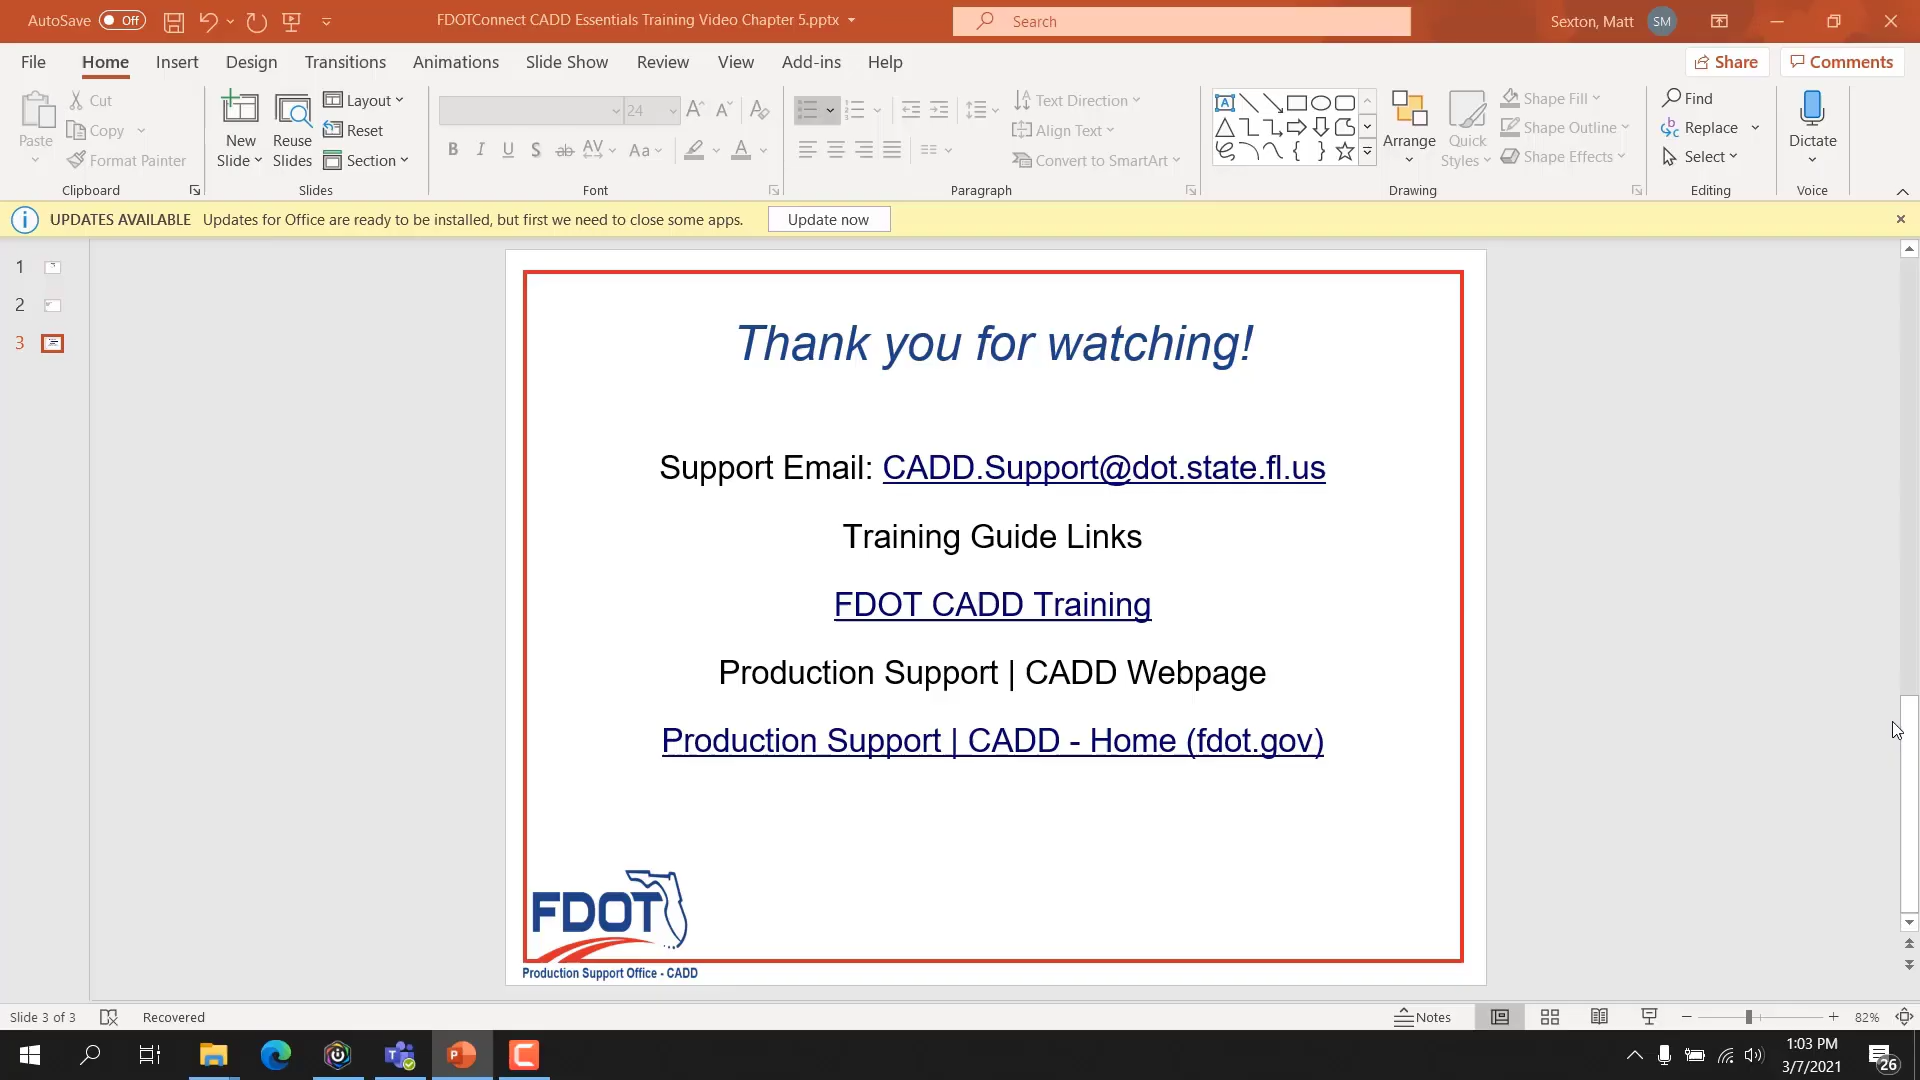 AutoSave Off FDOTConnect CADD Essentials Training Video Chapter 5.pptx Search Sexton, Matt SM
File Home Insert Design Transitions Animations Slide Show Review View Add-ins Help Share Comments
Paste Cut Copy Format Painter Clipboard
New Slide Reuse Slides Layout Reset Section Slides
24 A A A B I U S ab AV Aa A Font
Text Direction Align Text Convert to SmartArt Paragraph
A Arrange Quick Styles Shape Fill Shape Outline Shape Effects Drawing
Find Replace Select Editing
Dictate Voice
UPDATES AVAILABLE Updates for Office are ready to be installed, but first we need to close some apps. Update now
1
2
3
Thank you for watching!
Support Email: CADD.Support@dot.state.fl.us
Training Guide Links
FDOT CADD Training
Production Support | CADD Webpage
Production Support | CADD - Home (fdot.gov)
FDOT
Production Support Office - CADD
Slide 3 of 3 Recovered Notes 82%
1:03 PM
3/7/2021
26